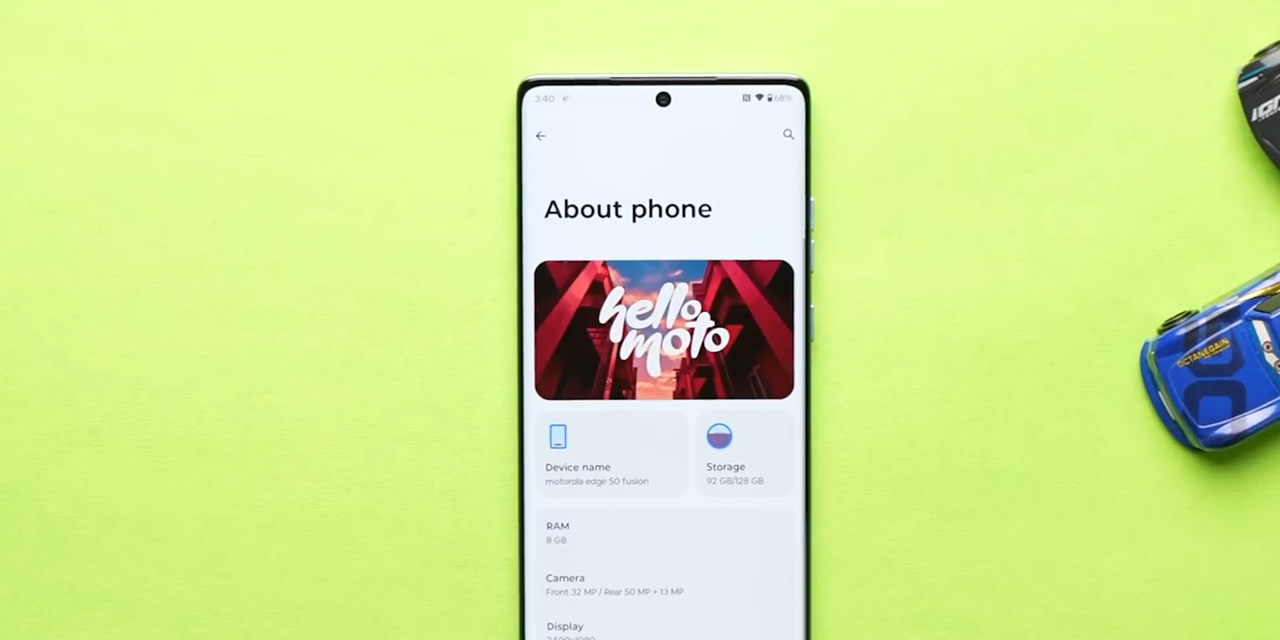 3:40
68%
About phone
hello
moto
Device name
motorola edge 50 fusion
Storage
92 GB/128 GB
RAM
8 GB
Camera
Front 32 MP / Rear 50 MP + 13 MP
Display
OCTANEGAIN